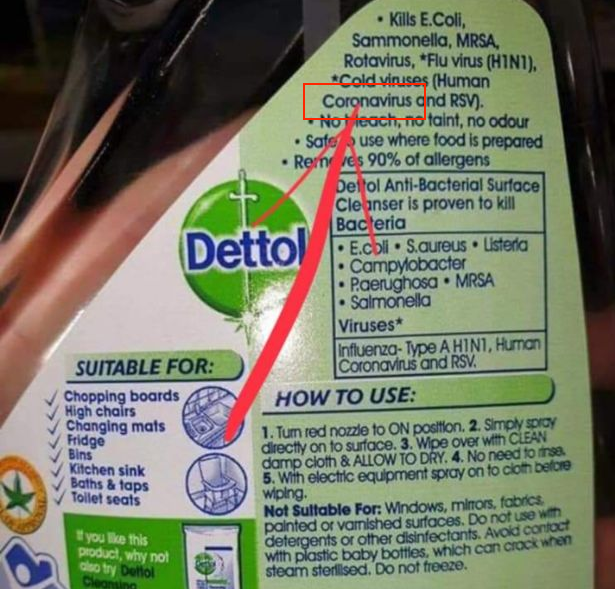 • Kills E.Coli,
Sammonella, MRSA,
Rotavirus, *Flu virus (H1N1),
*Cold viruses (Human
Coronavirus and RSV).
• No bleach, no taint, no odour
• Safe to use where food is prepared
• Removes 90% of allergens
Dettol Anti-Bacterial Surface
Cleanser is proven to kill
Bacteria
• E.coli • S.aureus • Listeria
• Campylobacter
• P.aerughosa • MRSA
• Salmonella
Viruses*
Influenza- Type A H1N1, Human
Coronavirus and RSV.
Dettol
SUITABLE FOR:
Chopping boards
High chairs
Changing mats
Fridge
Bins
Kitchen sink
Baths & taps
Toilet seats
HOW TO USE:
1. Turn red nozzle to ON position. 2. Simply spray
directly on to surface. 3. Wipe over with CLEAN
damp cloth & ALLOW TO DRY. 4. No need to rinse.
5. With electric equipment spray on to cloth before
wiping.
Not Suitable For: Windows, mirrors, fabrics,
painted or varnished surfaces. Do not use with
detergents or other disinfectants. Avoid contact
with plastic baby bottles, which can crack when
steam sterilised. Do not freeze.
If you like this
product, why not
also try Dettol
Cleansing